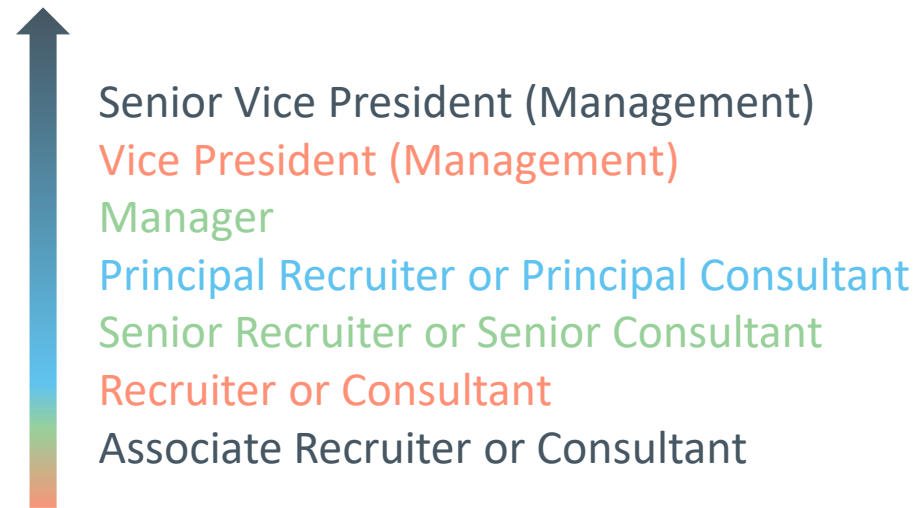 Senior Vice President (Management)
Vice President (Management)
Manager
Principal Recruiter or Principal Consultant
Senior Recruiter or Senior Consultant
Recruiter or Consultant
Associate Recruiter or Consultant